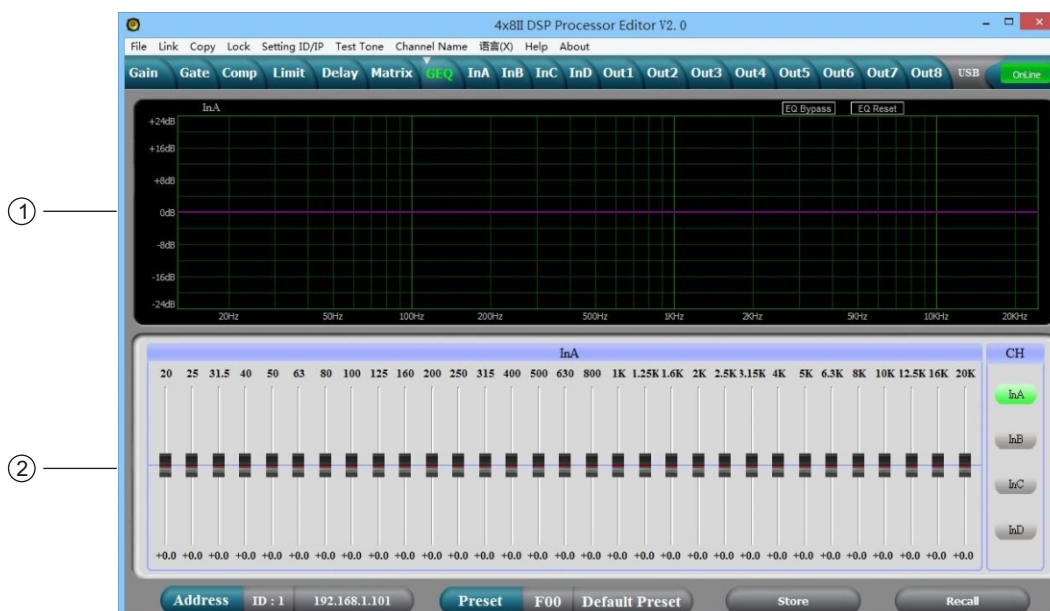 4x8II DSP Processor Editor V2. 0
File Link Copy Lock Setting ID/IP Test Tone Channel Name 语言(X) Help About
Gain Gate Comp Limit Delay Matrix GEQ InA InB InC InD Out1 Out2 Out3 Out4 Out5 Out6 Out7 Out8 USB OnLine
InA EQ Bypass EQ Reset
+24dB
+16dB
+8dB
① 0dB
-8dB
-16dB
-24dB
20Hz 50Hz 100Hz 200Hz 500Hz 1KHz 2KHz 5KHz 10KHz 20KHz
InA CH
20 25 31.5 40 50 63 80 100 125 160 200 250 315 400 500 630 800 1K 1.25K 1.6K 2K 2.5K 3.15K 4K 5K 6.3K 8K 10K 12.5K 16K 20K
InA
InB
②
InC
InD
+0.0 +0.0 +0.0 +0.0 +0.0 +0.0 +0.0 +0.0 +0.0 +0.0 +0.0 +0.0 +0.0 +0.0 +0.0 +0.0 +0.0 +0.0 +0.0 +0.0 +0.0 +0.0 +0.0 +0.0 +0.0 +0.0 +0.0 +0.0 +0.0 +0.0 +0.0
Address ID : 1 192.168.1.101 Preset F00 Default Preset Store Recall